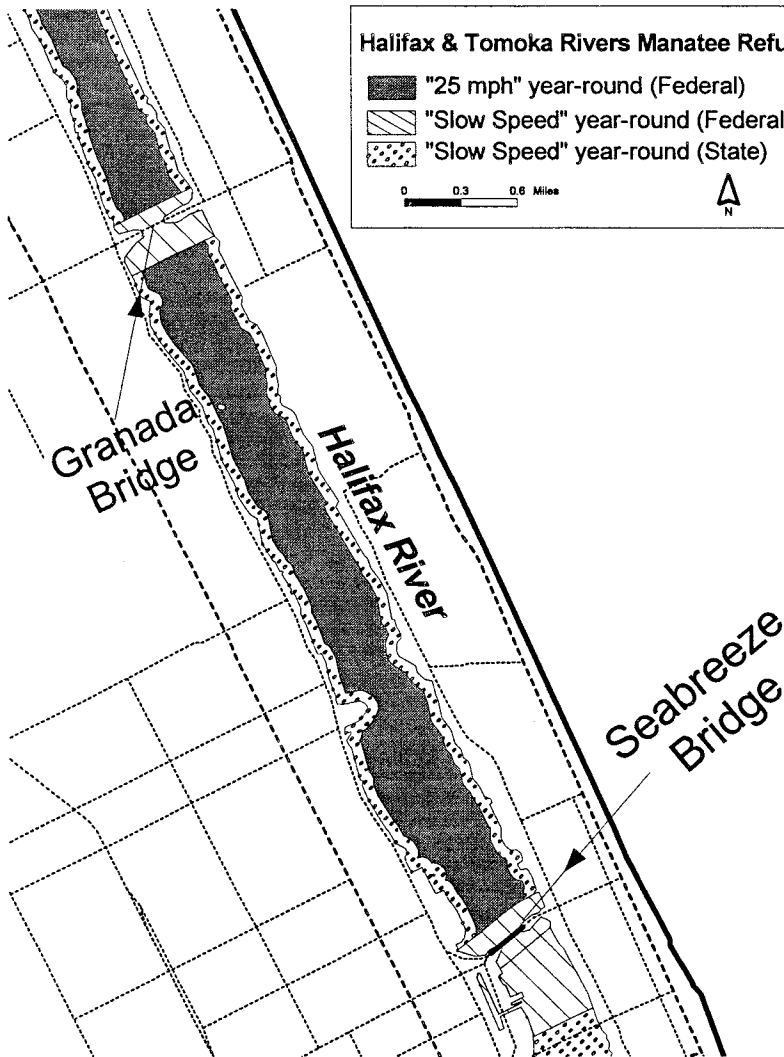 Halifax & Tomoka Rivers Manatee Refu
"25 mph" year-round (Federal)
"Slow Speed" year-round (Federal
"Slow Speed" year-round (State)
0 0.3 0.6 Miles
N
Granada
Bridge
Halifax River
Seabreeze
Bridge